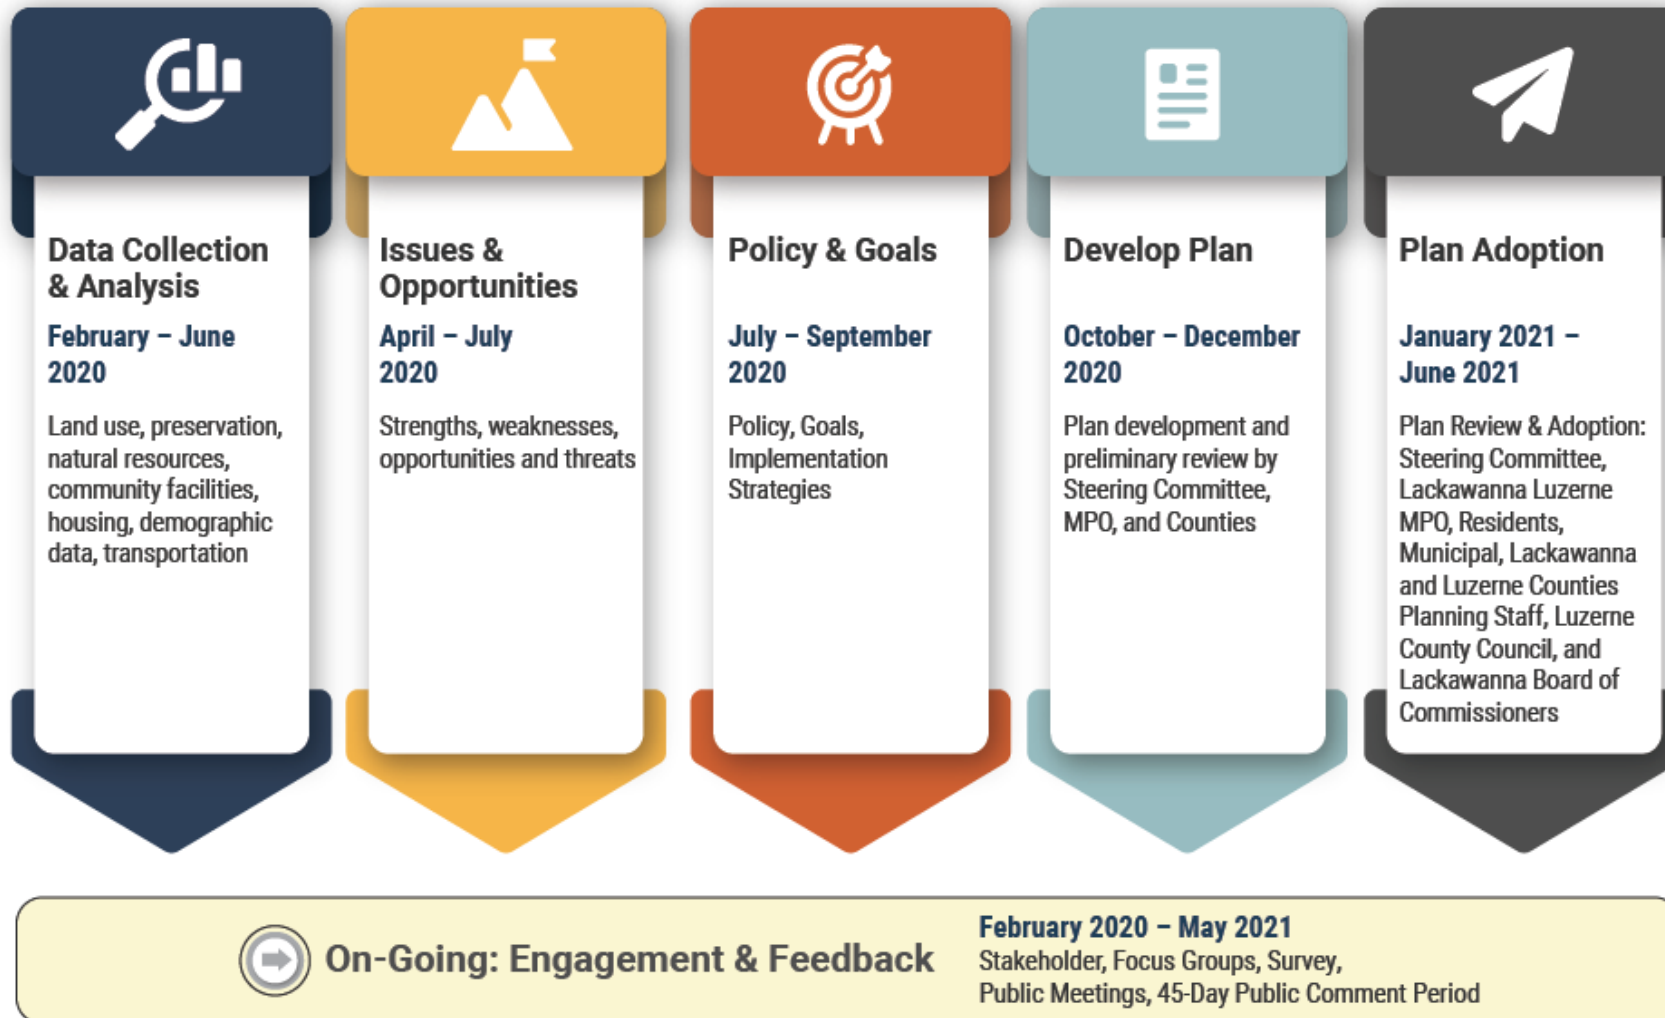 Data Collection
& Analysis
February – June
2020
Land use, preservation,
natural resources,
community facilities,
housing, demographic
data, transportation
Issues &
Opportunities
April – July
2020
Strengths, weaknesses,
opportunities and threats
Policy & Goals
July – September
2020
Policy, Goals,
Implementation
Strategies
Develop Plan
October – December
2020
Plan development and
preliminary review by
Steering Committee,
MPO, and Counties
Plan Adoption
January 2021 –
June 2021
Plan Review & Adoption:
Steering Committee,
Lackawanna Luzerne
MPO, Residents,
Municipal, Lackawanna
and Luzerne Counties
Planning Staff, Luzerne
County Council, and
Lackawanna Board of
Commissioners
On-Going: Engagement & Feedback
February 2020 – May 2021
Stakeholder, Focus Groups, Survey,
Public Meetings, 45-Day Public Comment Period